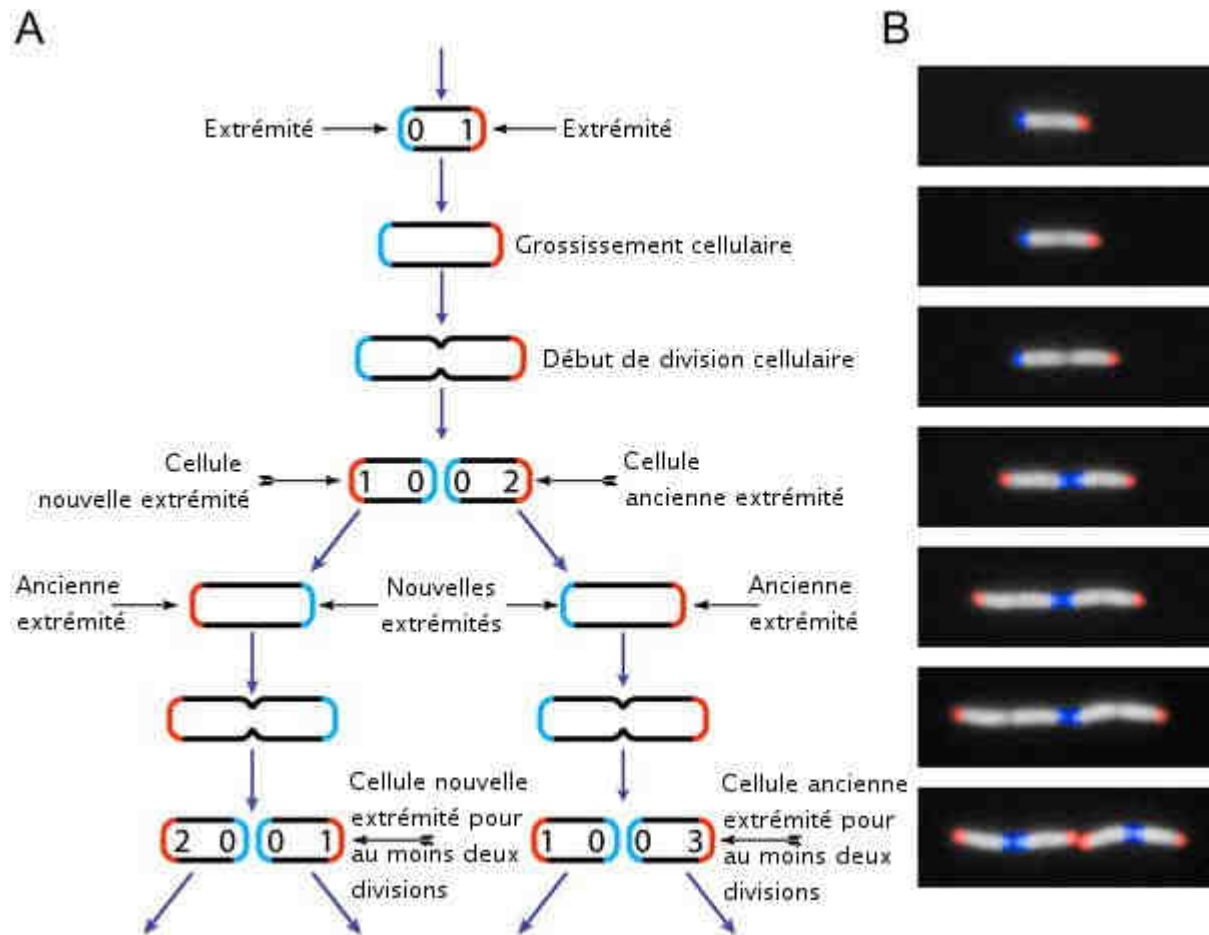 A
B
Extrémité
0 1
Extrémité
Grossissement cellulaire
Début de division cellulaire
Cellule
nouvelle extrémité
1 0 0 2
Cellule
ancienne extrémité
Ancienne
extrémité
Nouvelles
extrémités
Ancienne
extrémité
2 0 0 1
Cellule nouvelle
extrémité pour
au moins deux
divisions
1 0 0 3
Cellule ancienne
extrémité pour
au moins deux
divisions